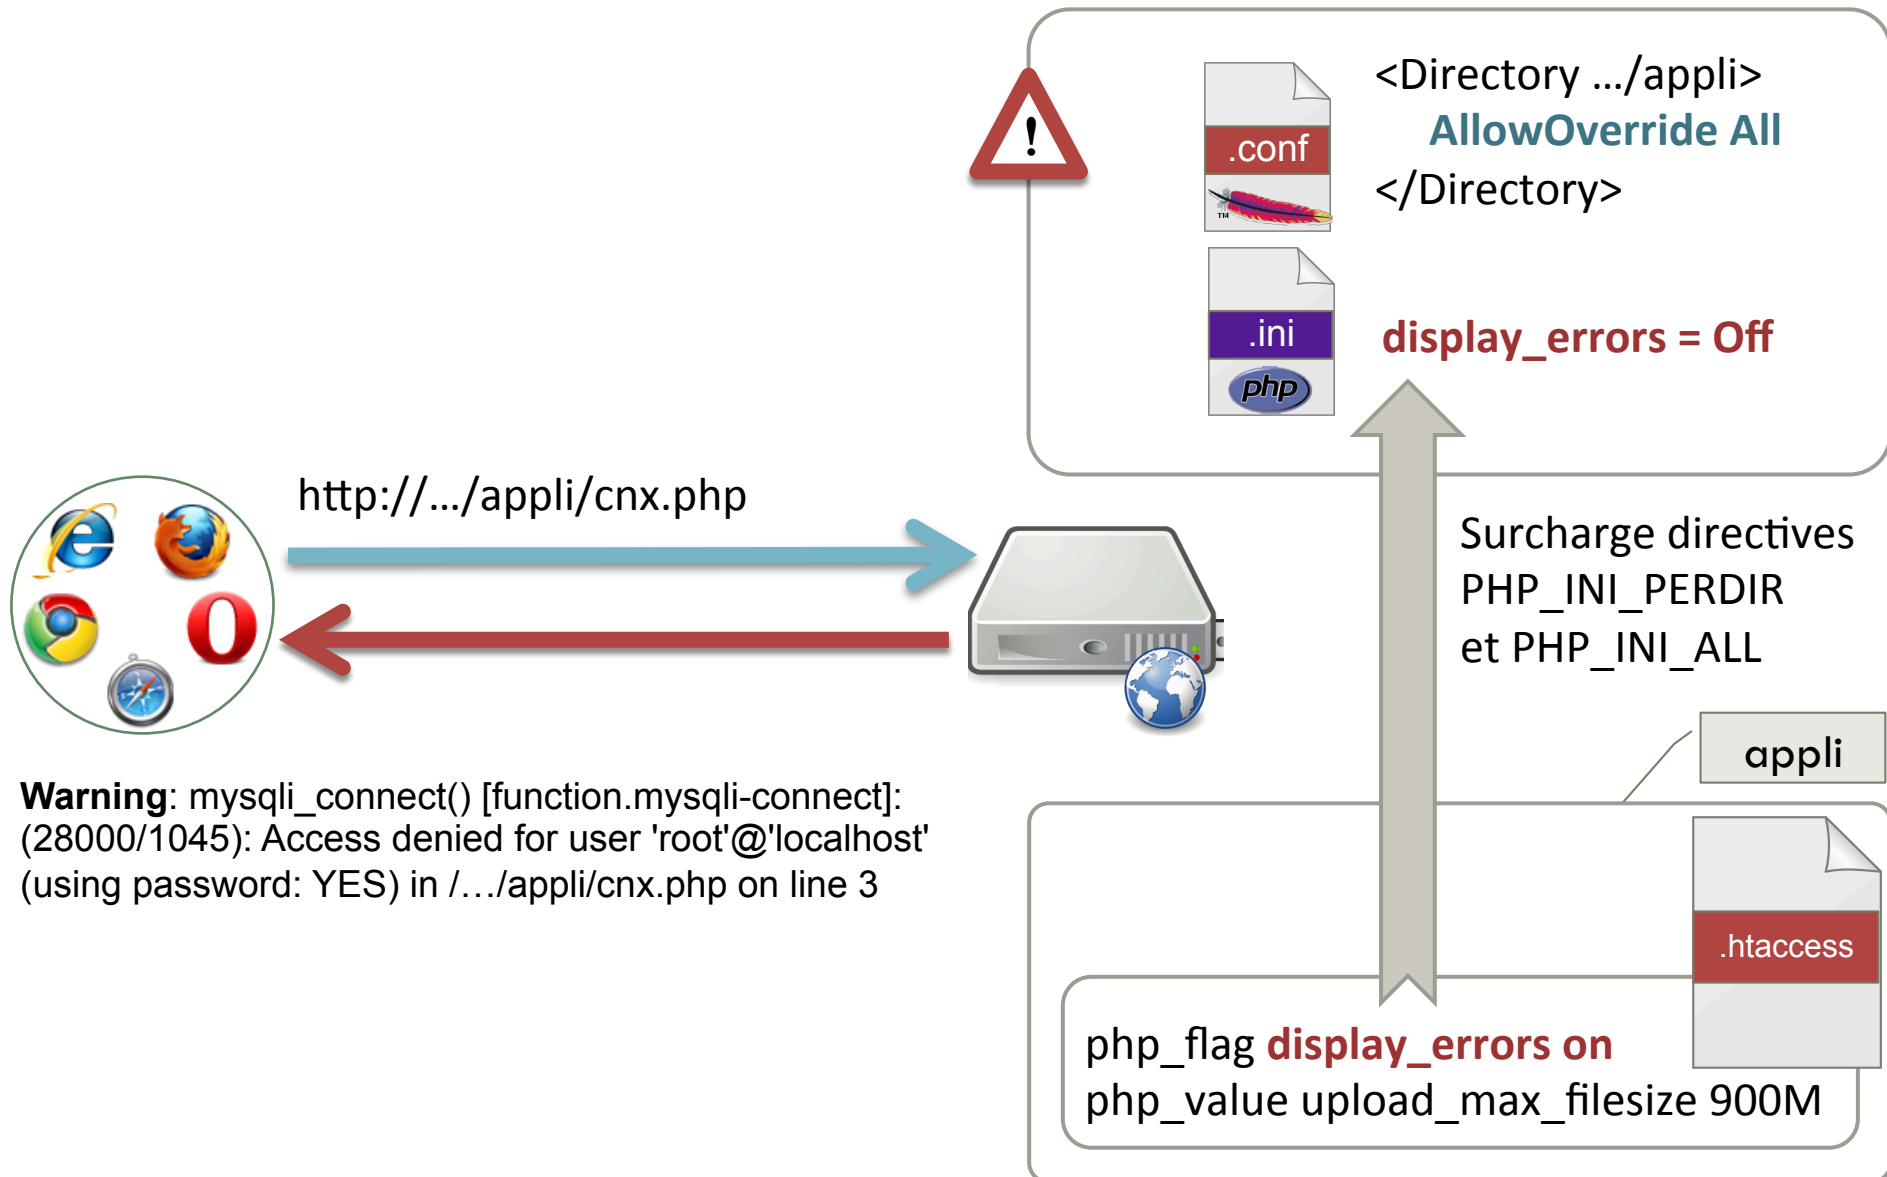 <Directory …/appli>
AllowOverride All
</Directory>
!
.conf
TM
.ini
php
display_errors = Off
http://…/appli/cnx.php
Surcharge directives
PHP_INI_PERDIR
et PHP_INI_ALL
appli
Warning: mysqli_connect() [function.mysqli-connect]:
(28000/1045): Access denied for user 'root'@'localhost'
(using password: YES) in /…/appli/cnx.php on line 3
.htaccess
php_flag display_errors on
php_value upload_max_filesize 900M